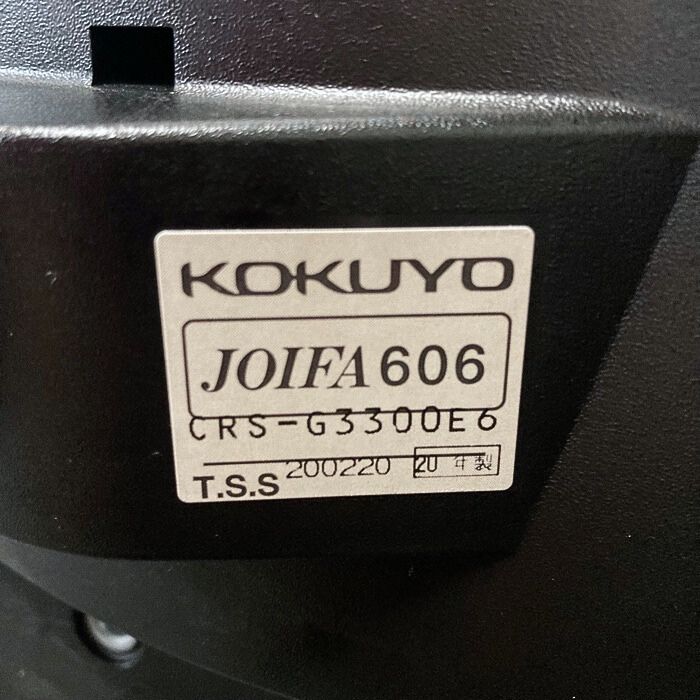 KOKUYO
JOIFA 606
CRS-G3300E6
T.S.S 200220 20年製